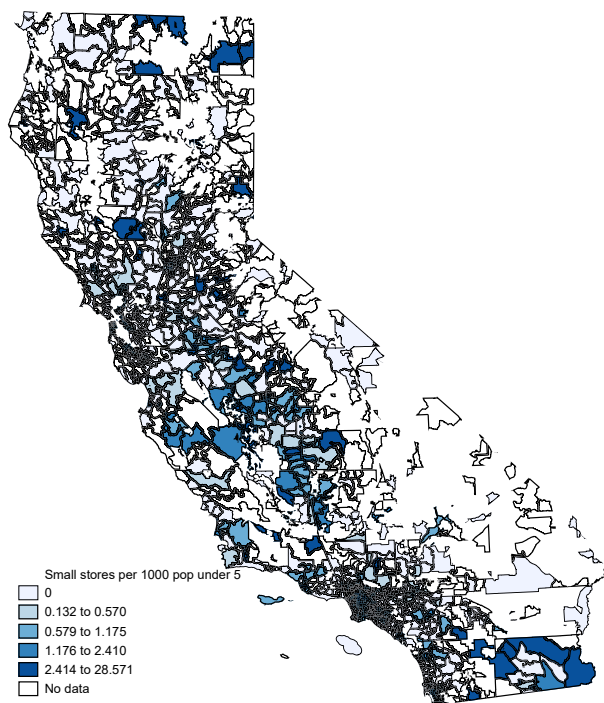 Small stores per 1000 pop under 5
0
0.132 to 0.570
0.579 to 1.175
1.176 to 2.410
2.414 to 28.571
No data